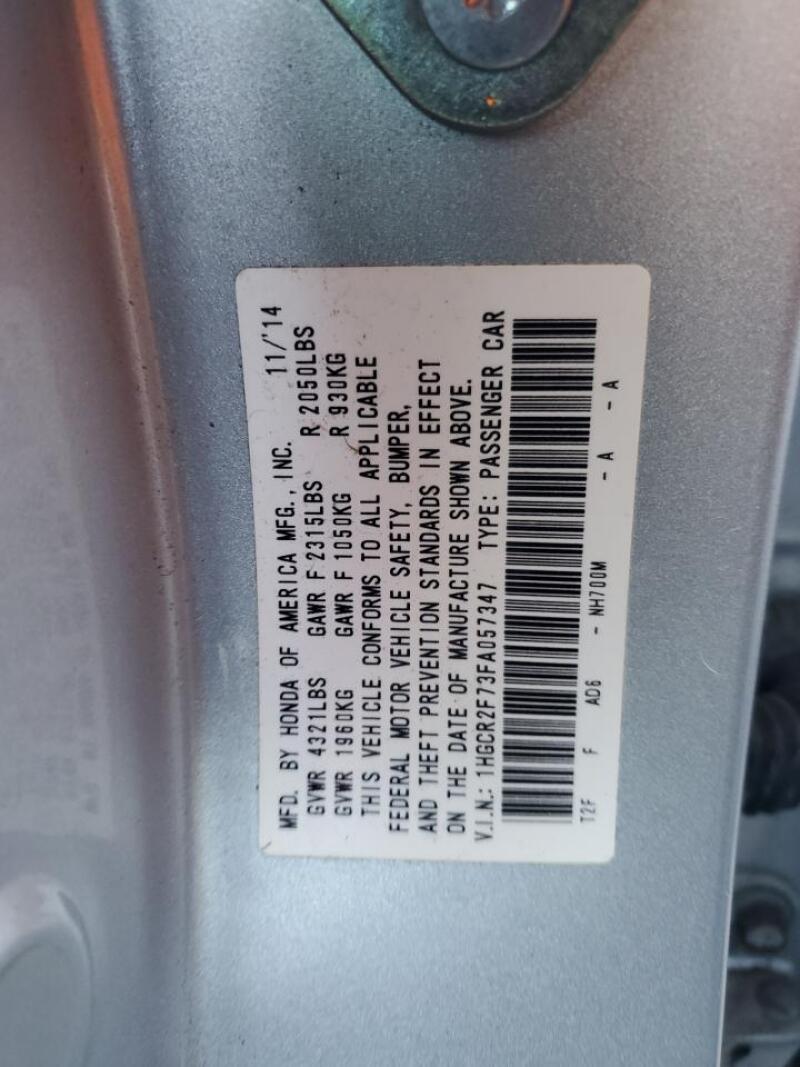 MFD. BY HONDA OF AMERICA MFG., INC. 11/'14
GVWR 4321LBS GAWR F 2315LBS R 2050LBS
GVWR 1960KG GAWR F 1050KG R 930KG
THIS VEHICLE CONFORMS TO ALL APPLICABLE
FEDERAL MOTOR VEHICLE SAFETY, BUMPER,
AND THEFT PREVENTION STANDARDS IN EFFECT
ON THE DATE OF MANUFACTURE SHOWN ABOVE.
V.I.N.: 1HGCR2F73FA057347 TYPE: PASSENGER CAR
T2F F AD6 - NH700M - A - A